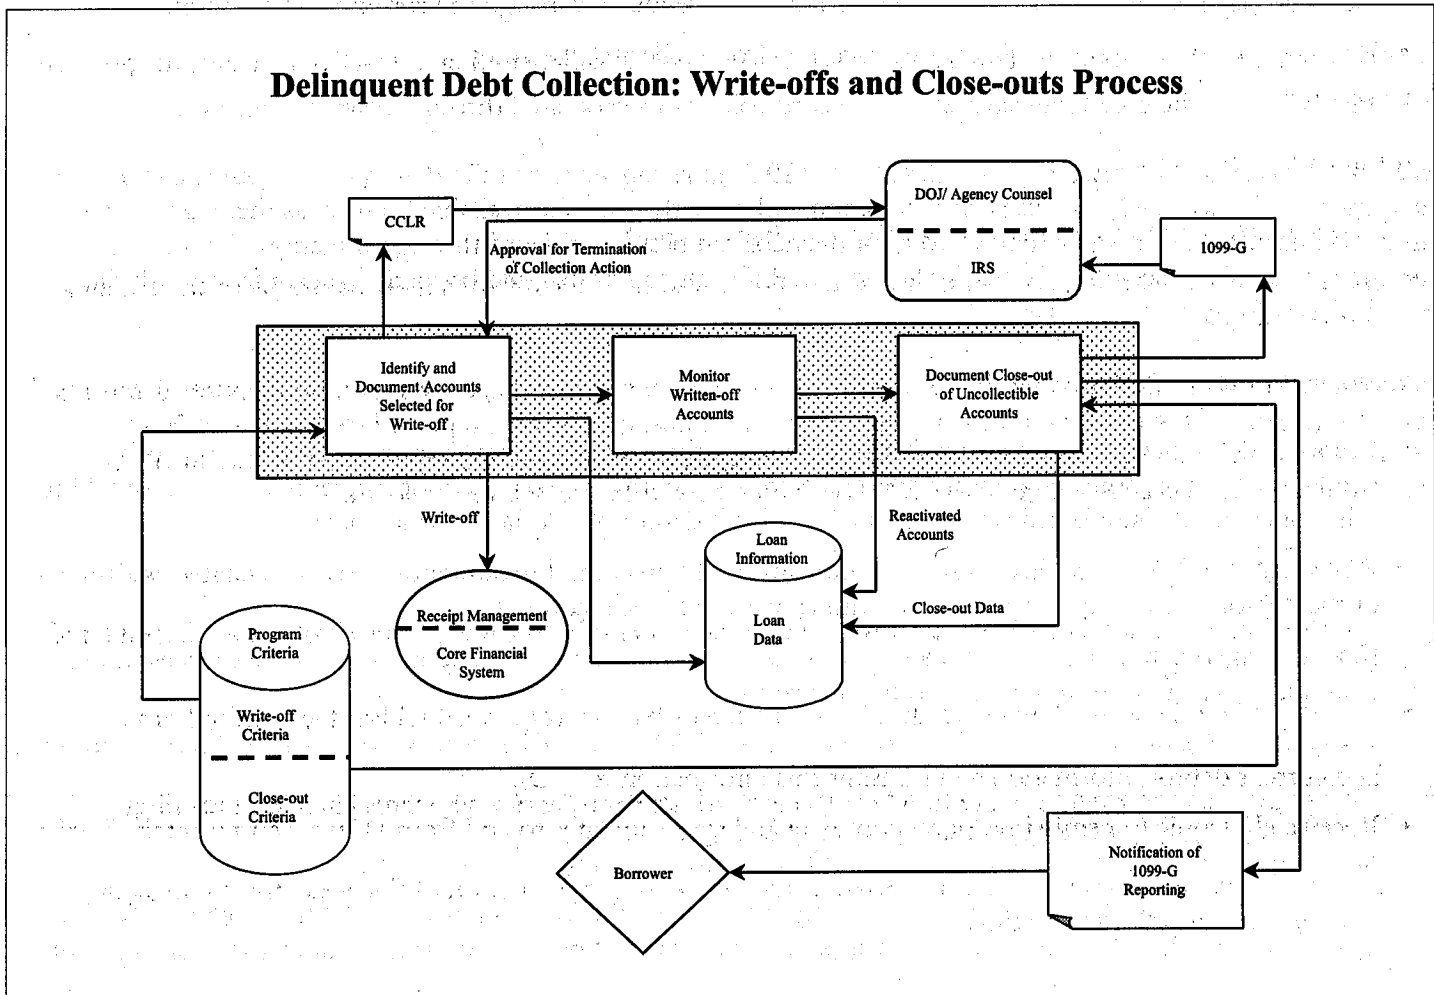 Delinquent Debt Collection: Write-offs and Close-outs Process
CCLR
DOJ/ Agency Counsel
IRS
1099-G
Approval for Termination
of Collection Action
Identify and
Document Accounts
Selected for
Write-off
Monitor
Written-off
Accounts
Document Close-out
of Uncollectible
Accounts
Write-off
Reactivated
Accounts
Loan
Information
Loan
Data
Close-out Data
Receipt Management
Core Financial
System
Program
Criteria
Write-off
Criteria
Close-out
Criteria
Borrower
Notification of
1099-G
Reporting